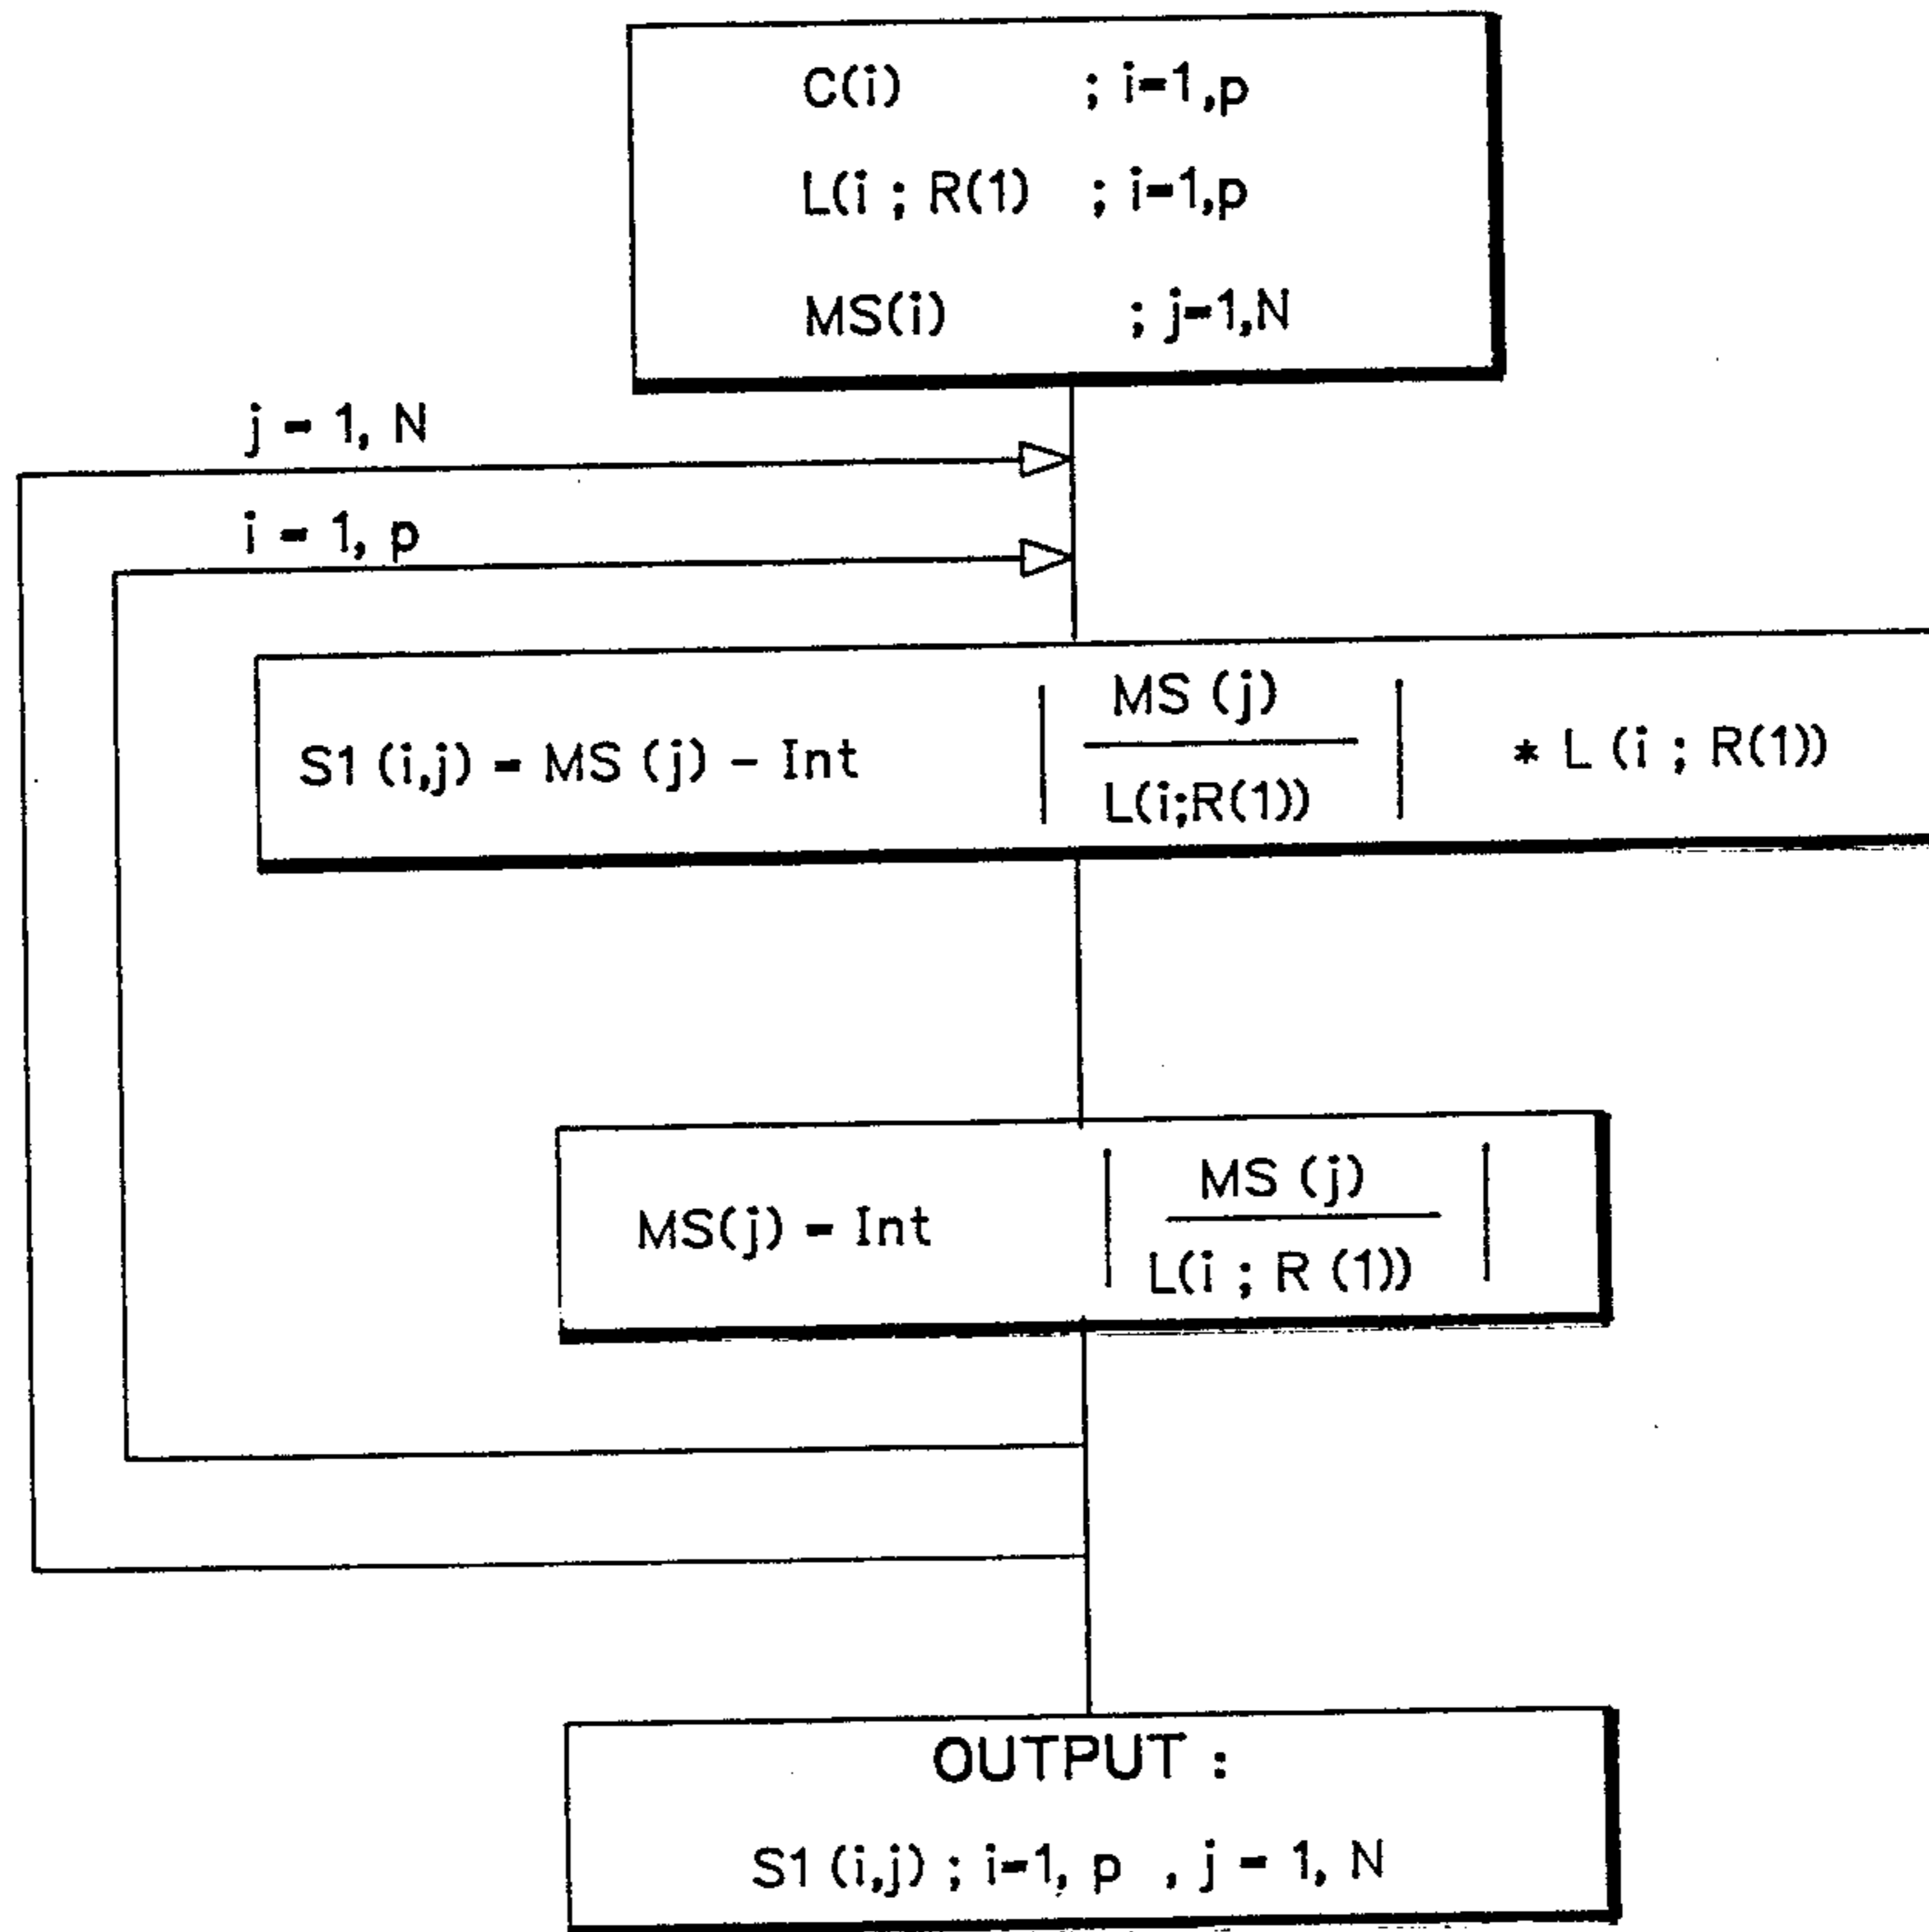 C(i) ; i=1,p
L(i ; R(1) ; i=1,p
MS(i) ; j=1,N
j = 1, N
i = 1, p
S1 (i,j) = MS (j) - Int | MS (j) / L(i;R(1)) | * L (i ; R(1))
MS(j) = Int | MS (j) / L(i ; R (1)) |
OUTPUT :
S1 (i,j) ; i=1, p , j = 1, N